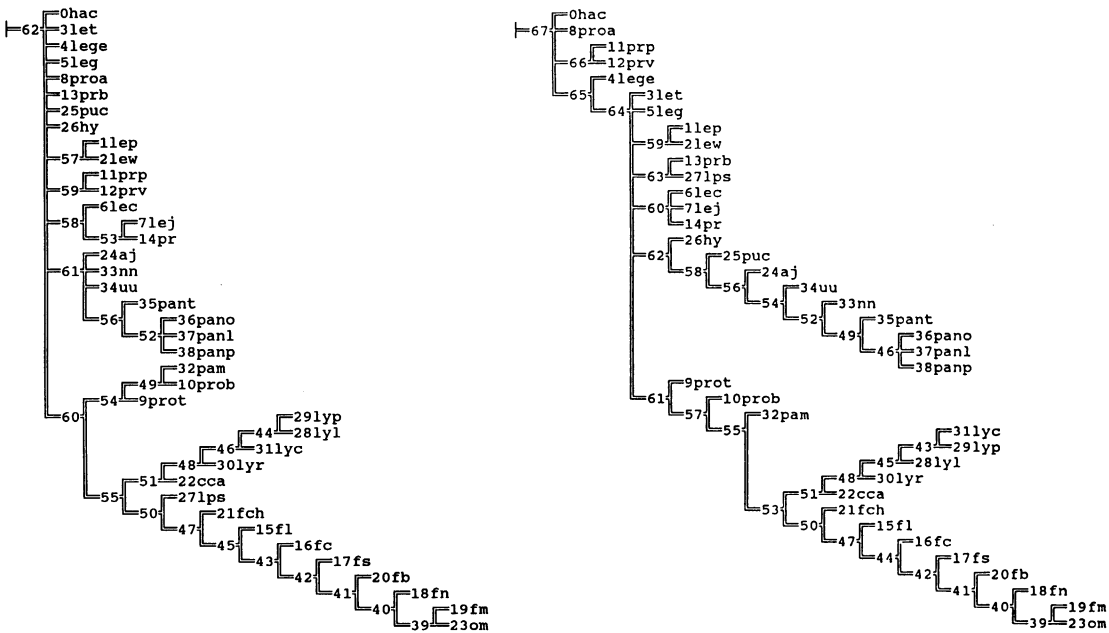 0hac
62 3let
4lege
5leg
8proa
13prb
25puc
26hy
1lep
57 2lew
11prp
59 12prv
6lec
58 7lej
53 14pr
24aj
61 33nn
34uu
35pant
56 36pano
52 37panl
38panp
32pam
49 10prob
54 9prot
60 29lyp
44 28lyl
46 31lyc
48 30lyr
51 22cca
55 27lps
50 21fch
47 15fl
45 16fc
43 17fs
42 20fb
41 18fn
40 19fm
39 23om
0hac
67 8proa
11prp
66 12prv
4lege
65 3let
64 5leg
1lep
59 2lew
13prb
63 27lps
6lec
60 7lej
14pr
26hy
62 25puc
58 24aj
56 34uu
54 33nn
52 35pant
49 36pano
46 37panl
38panp
9prot
61 10prob
57 32pam
55 31lyc
43 29lyp
45 28lyl
48 30lyr
51 22cca
53 21fch
50 15fl
47 16fc
44 17fs
42 20fb
41 18fn
40 19fm
39 23om